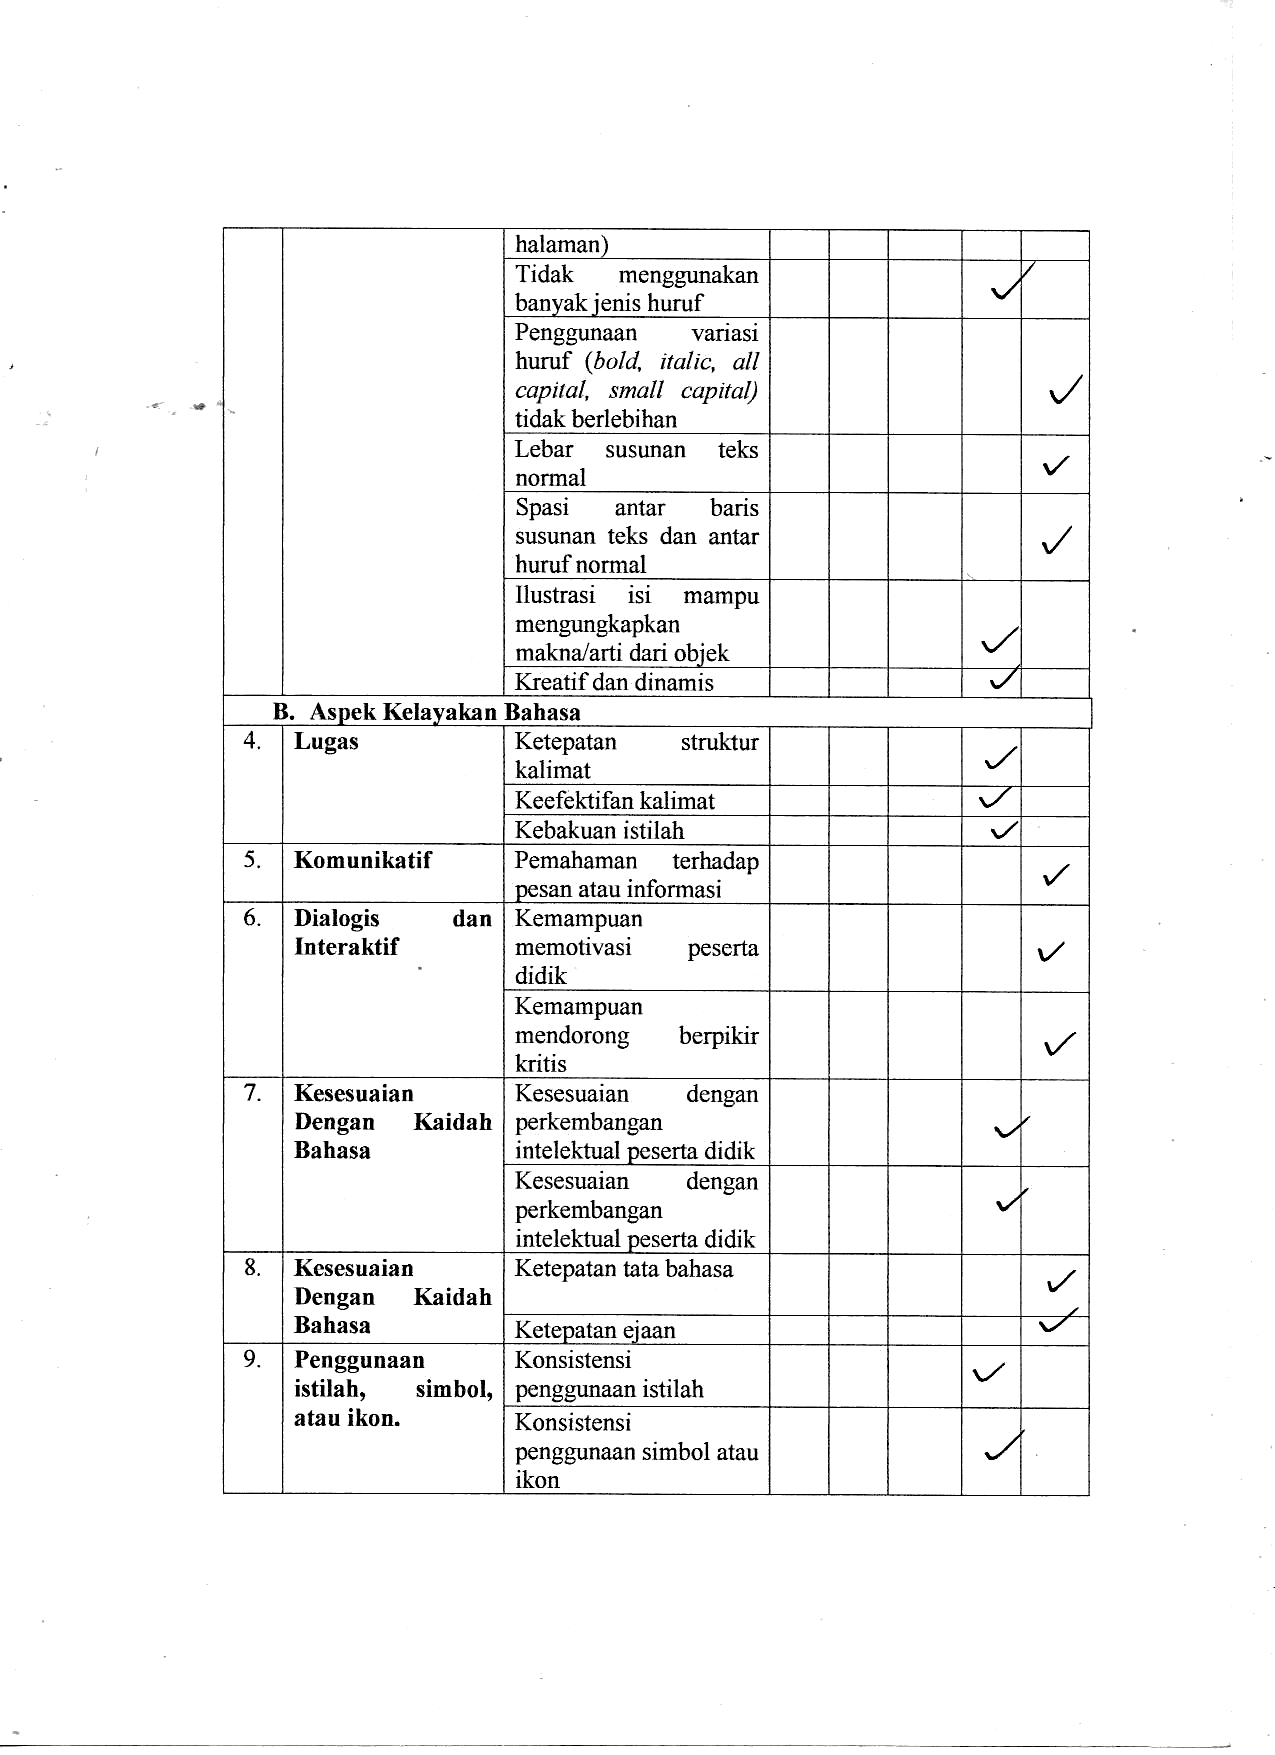 halaman)
Tidak menggunakan
banyak jenis huruf
✓
Penggunaan variasi
huruf (bold, italic, all
capital, small capital)
tidak berlebihan
✓
Lebar susunan teks
normal
✓
Spasi antar baris
susunan teks dan antar
huruf normal
✓
Ilustrasi isi mampu
mengungkapkan
makna/arti dari objek
✓
Kreatif dan dinamis ✓
B. Aspek Kelayakan Bahasa
4. Lugas
Ketepatan struktur
kalimat
✓
Keefektifan kalimat ✓
Kebakuan istilah ✓
5. Komunikatif
Pemahaman terhadap
pesan atau informasi
✓
6. Dialogis dan
Interaktif
Kemampuan
memotivasi peserta
didik
✓
Kemampuan
mendorong berpikir
kritis
✓
7. Kesesuaian
Dengan Kaidah
Bahasa
Kesesuaian dengan
perkembangan
intelektual peserta didik
✓
Kesesuaian dengan
perkembangan
intelektual peserta didik
✓
8. Kesesuaian
Dengan Kaidah
Bahasa
Ketepatan tata bahasa
✓
Ketepatan ejaan ✓
9. Penggunaan
istilah, simbol,
atau ikon.
Konsistensi
penggunaan istilah
✓
Konsistensi
penggunaan simbol atau
ikon
✓